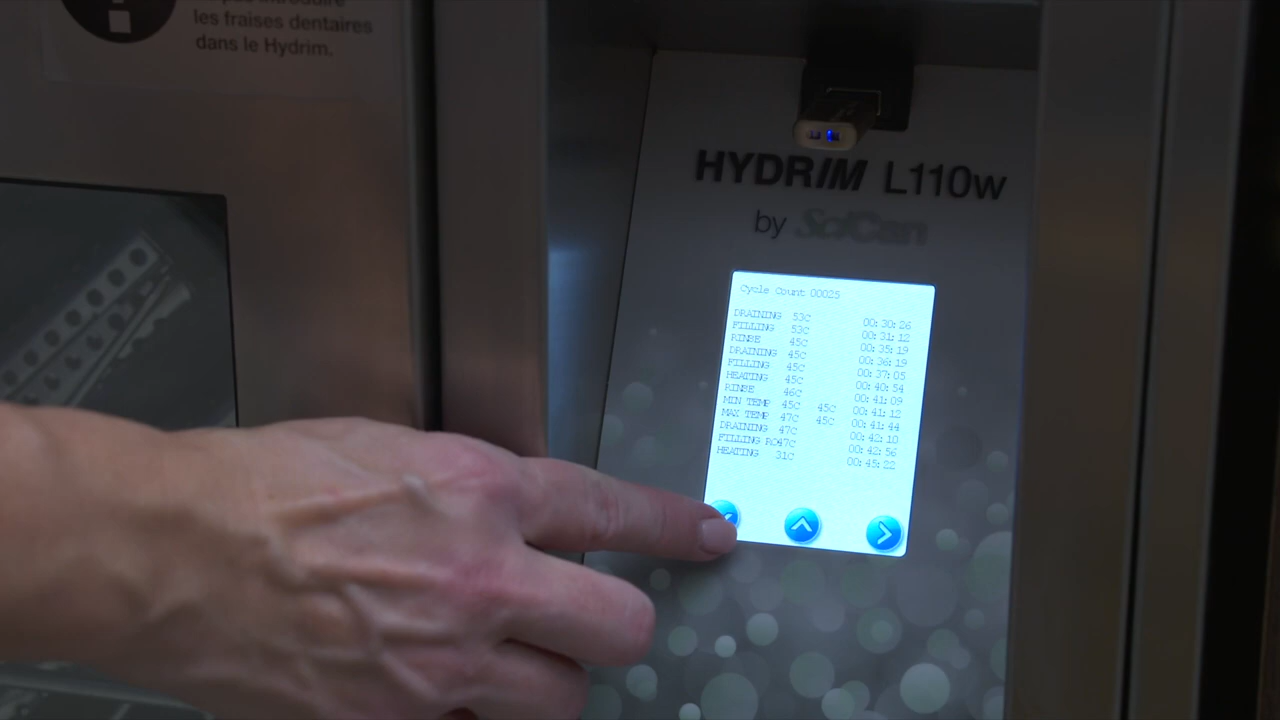 les fraises dentaires
dans le Hydrim.
HYDRIM L110w
by SciCan
Cycle Count 00025
DRAINING 53C 00:30:26
FILLING 53C 00:31:12
RINSE 45C 00:35:19
DRAINING 45C 00:36:19
FILLING 45C 00:37:05
HEATING 45C 00:40:54
RINSE 46C 00:41:09
MIN TEMP 45C 45C 00:41:12
MAX TEMP 47C 45C 00:41:44
DRAINING 47C 00:42:10
FILLING RO47C 00:42:56
HEATING 31C 00:45:22